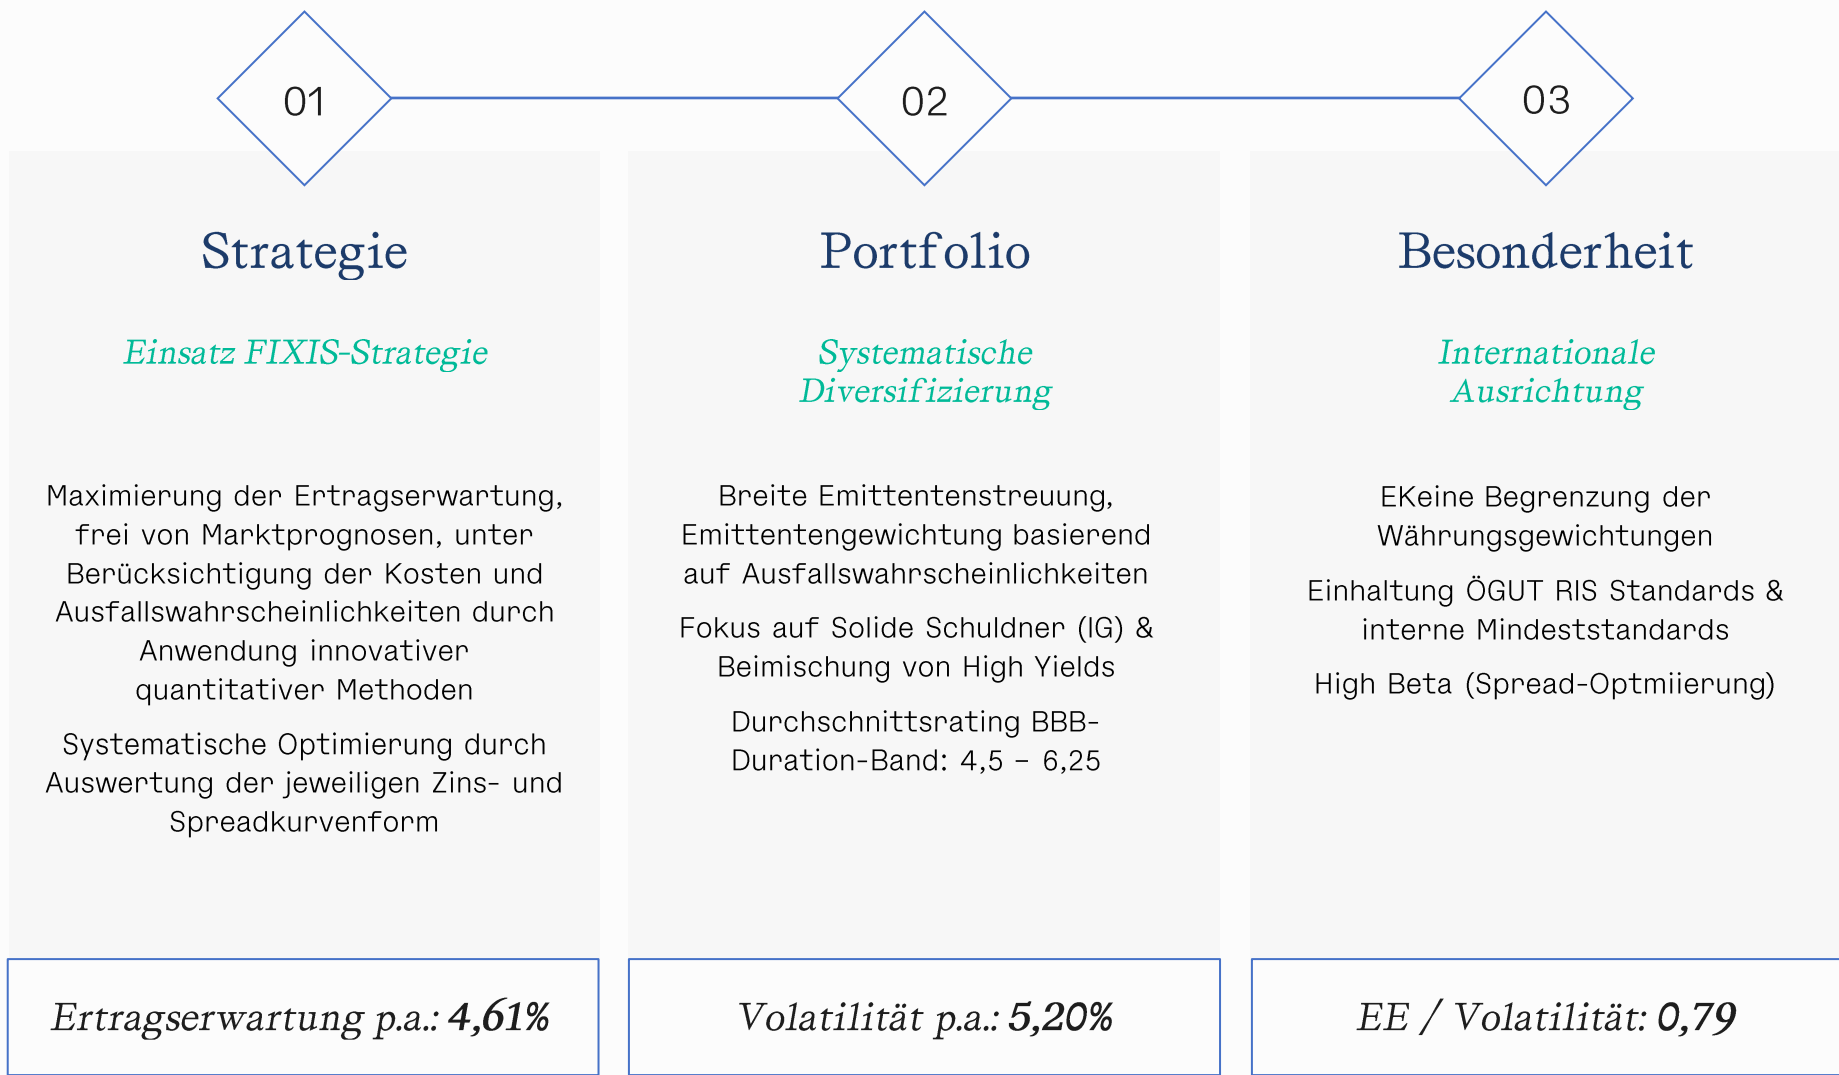 01
02
03
Strategie
Einsatz FIXIS-Strategie
Maximierung der Ertragserwartung,
frei von Marktprognosen, unter
Berücksichtigung der Kosten und
Ausfallswahrscheinlichkeiten durch
Anwendung innovativer
quantitativer Methoden
Systematische Optimierung durch
Auswertung der jeweiligen Zins- und
Spreadkurvenform
Ertragserwartung p.a.: 4,61%
Portfolio
Systematische
Diversifizierung
Breite Emittentenstreuung,
Emittentengewichtung basierend
auf Ausfallswahrscheinlichkeiten
Fokus auf Solide Schuldner (IG) &
Beimischung von High Yields
Durchschnittsrating BBB-
Duration-Band: 4,5 – 6,25
Volatilität p.a.: 5,20%
Besonderheit
Internationale
Ausrichtung
EKeine Begrenzung der
Währungsgewichtungen
Einhaltung ÖGUT RIS Standards &
interne Mindeststandards
High Beta (Spread-Optmiierung)
EE / Volatilität: 0,79